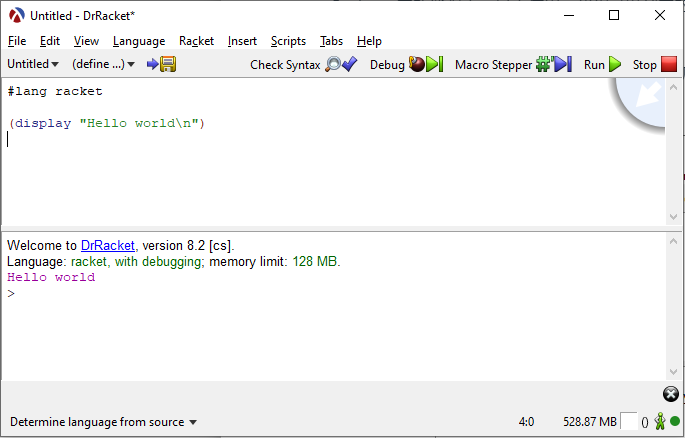 Untitled - DrRacket*
File Edit View Language Racket Insert Scripts Tabs Help
Untitled (define ...) Check Syntax Debug Macro Stepper Run Stop
#lang racket
(display "Hello world\n")
Welcome to DrRacket, version 8.2 [cs].
Language: racket, with debugging; memory limit: 128 MB.
Hello world
>
Determine language from source 4:0 528.87 MB ()